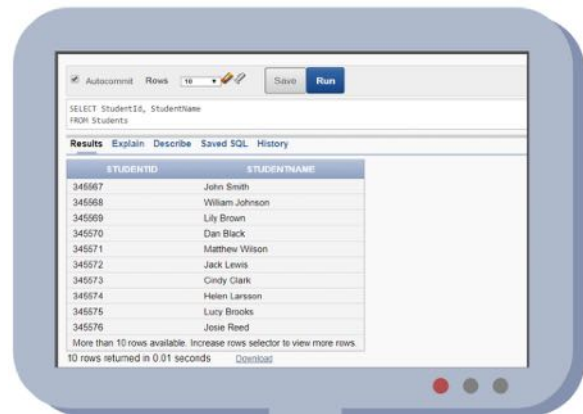 Autocommit Rows 10 Save Run
SELECT StudentId, StudentName
FROM Students
Results Explain Describe Saved SQL History
STUDENTID STUDENTNAME
345567 John Smith
345568 William Johnson
345569 Lily Brown
345570 Dan Black
345571 Matthew Wilson
345572 Jack Lewis
345573 Cindy Clark
345574 Helen Larsson
345575 Lucy Brooks
345576 Josie Reed
More than 10 rows available. Increase rows selector to view more rows.
10 rows returned in 0.01 seconds Download